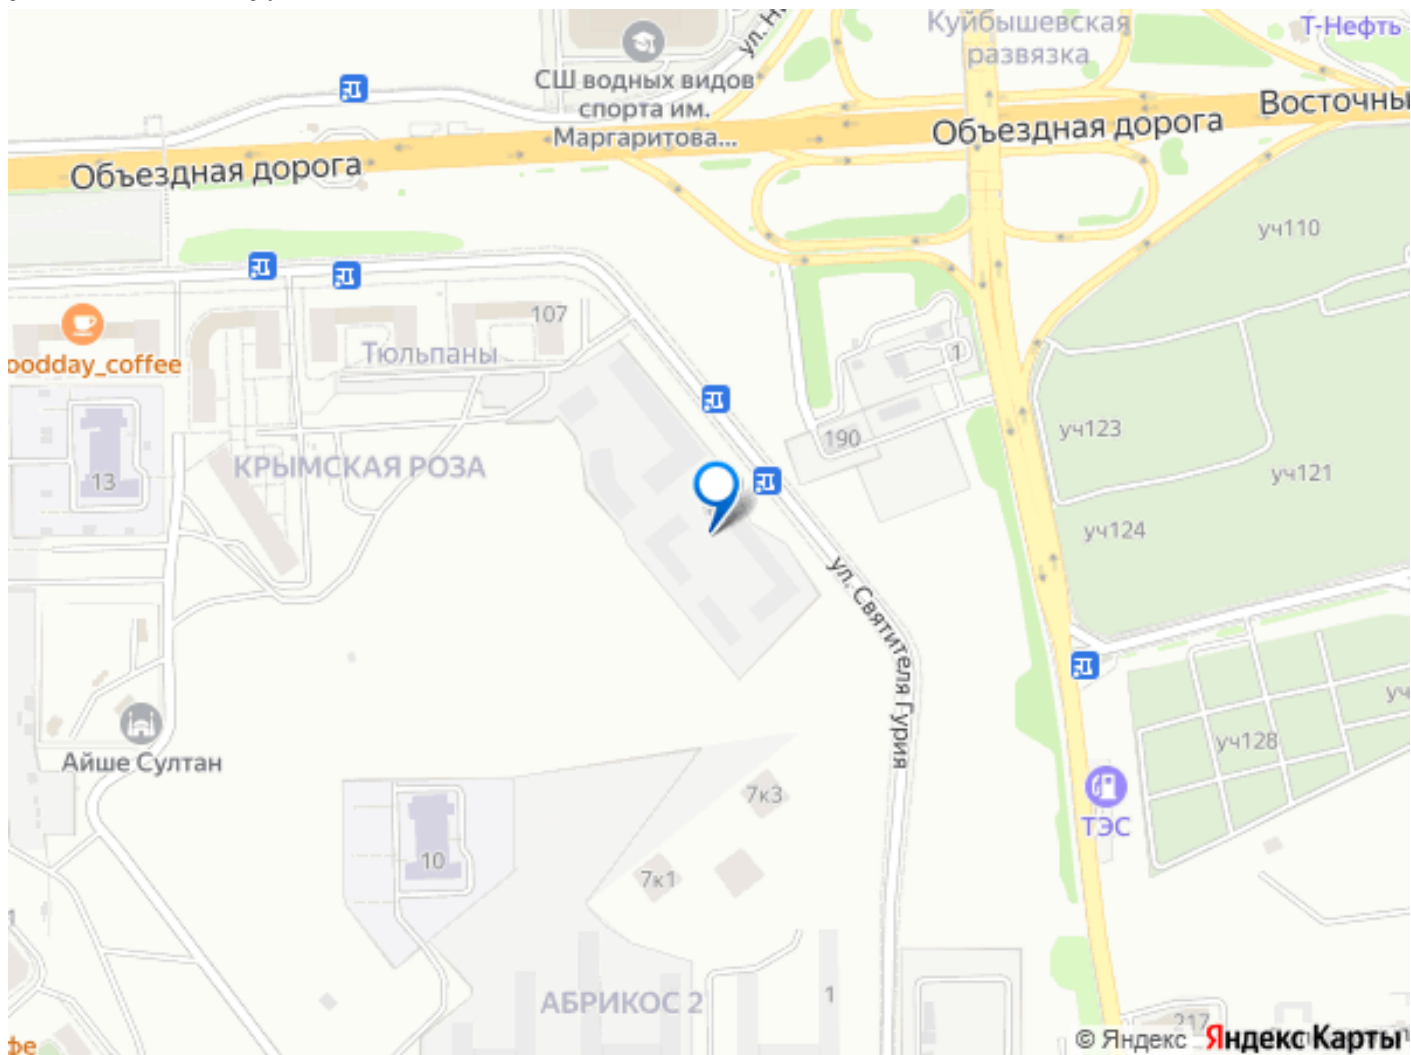 Куйбышевская
развязка
Т-Нефть
СШ водных видов
спорта им.
Маргаритова...
Восточны
Объездная дорога
Объездная дорога
уч110
107
oodday_coffee
Тюльпаны
1
190
уч123
КРЫМСКАЯ РОЗА
13
уч121
уч124
ул. Святителя Гурия
Айше Султан
уч128
7к3
ТЭС
10
7к1
АБРИКОС 2
1
217
фе
© Яндекс Яндекс Карты